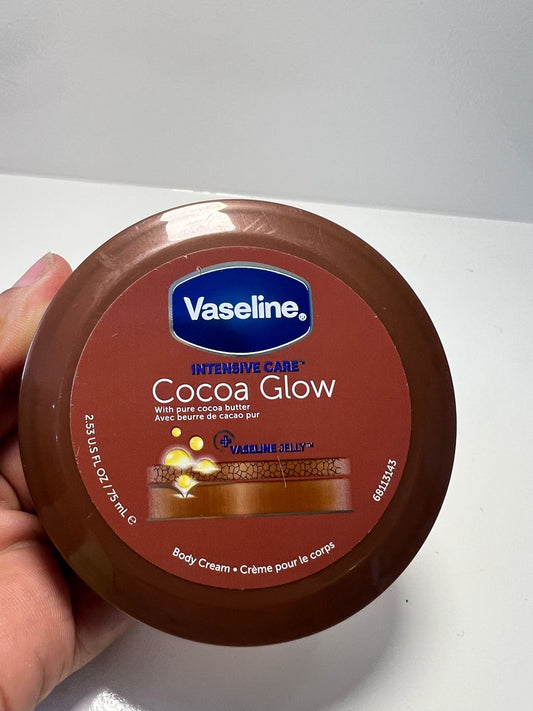 Vaseline®
INTENSIVE CARE™
Cocoa Glow
With pure cocoa butter
Avec beurre de cacao pur
+
VASELINE JELLY™
2.53 U.S FL OZ / 75 mL ℮
68113143
Body Cream • Crème pour le corps